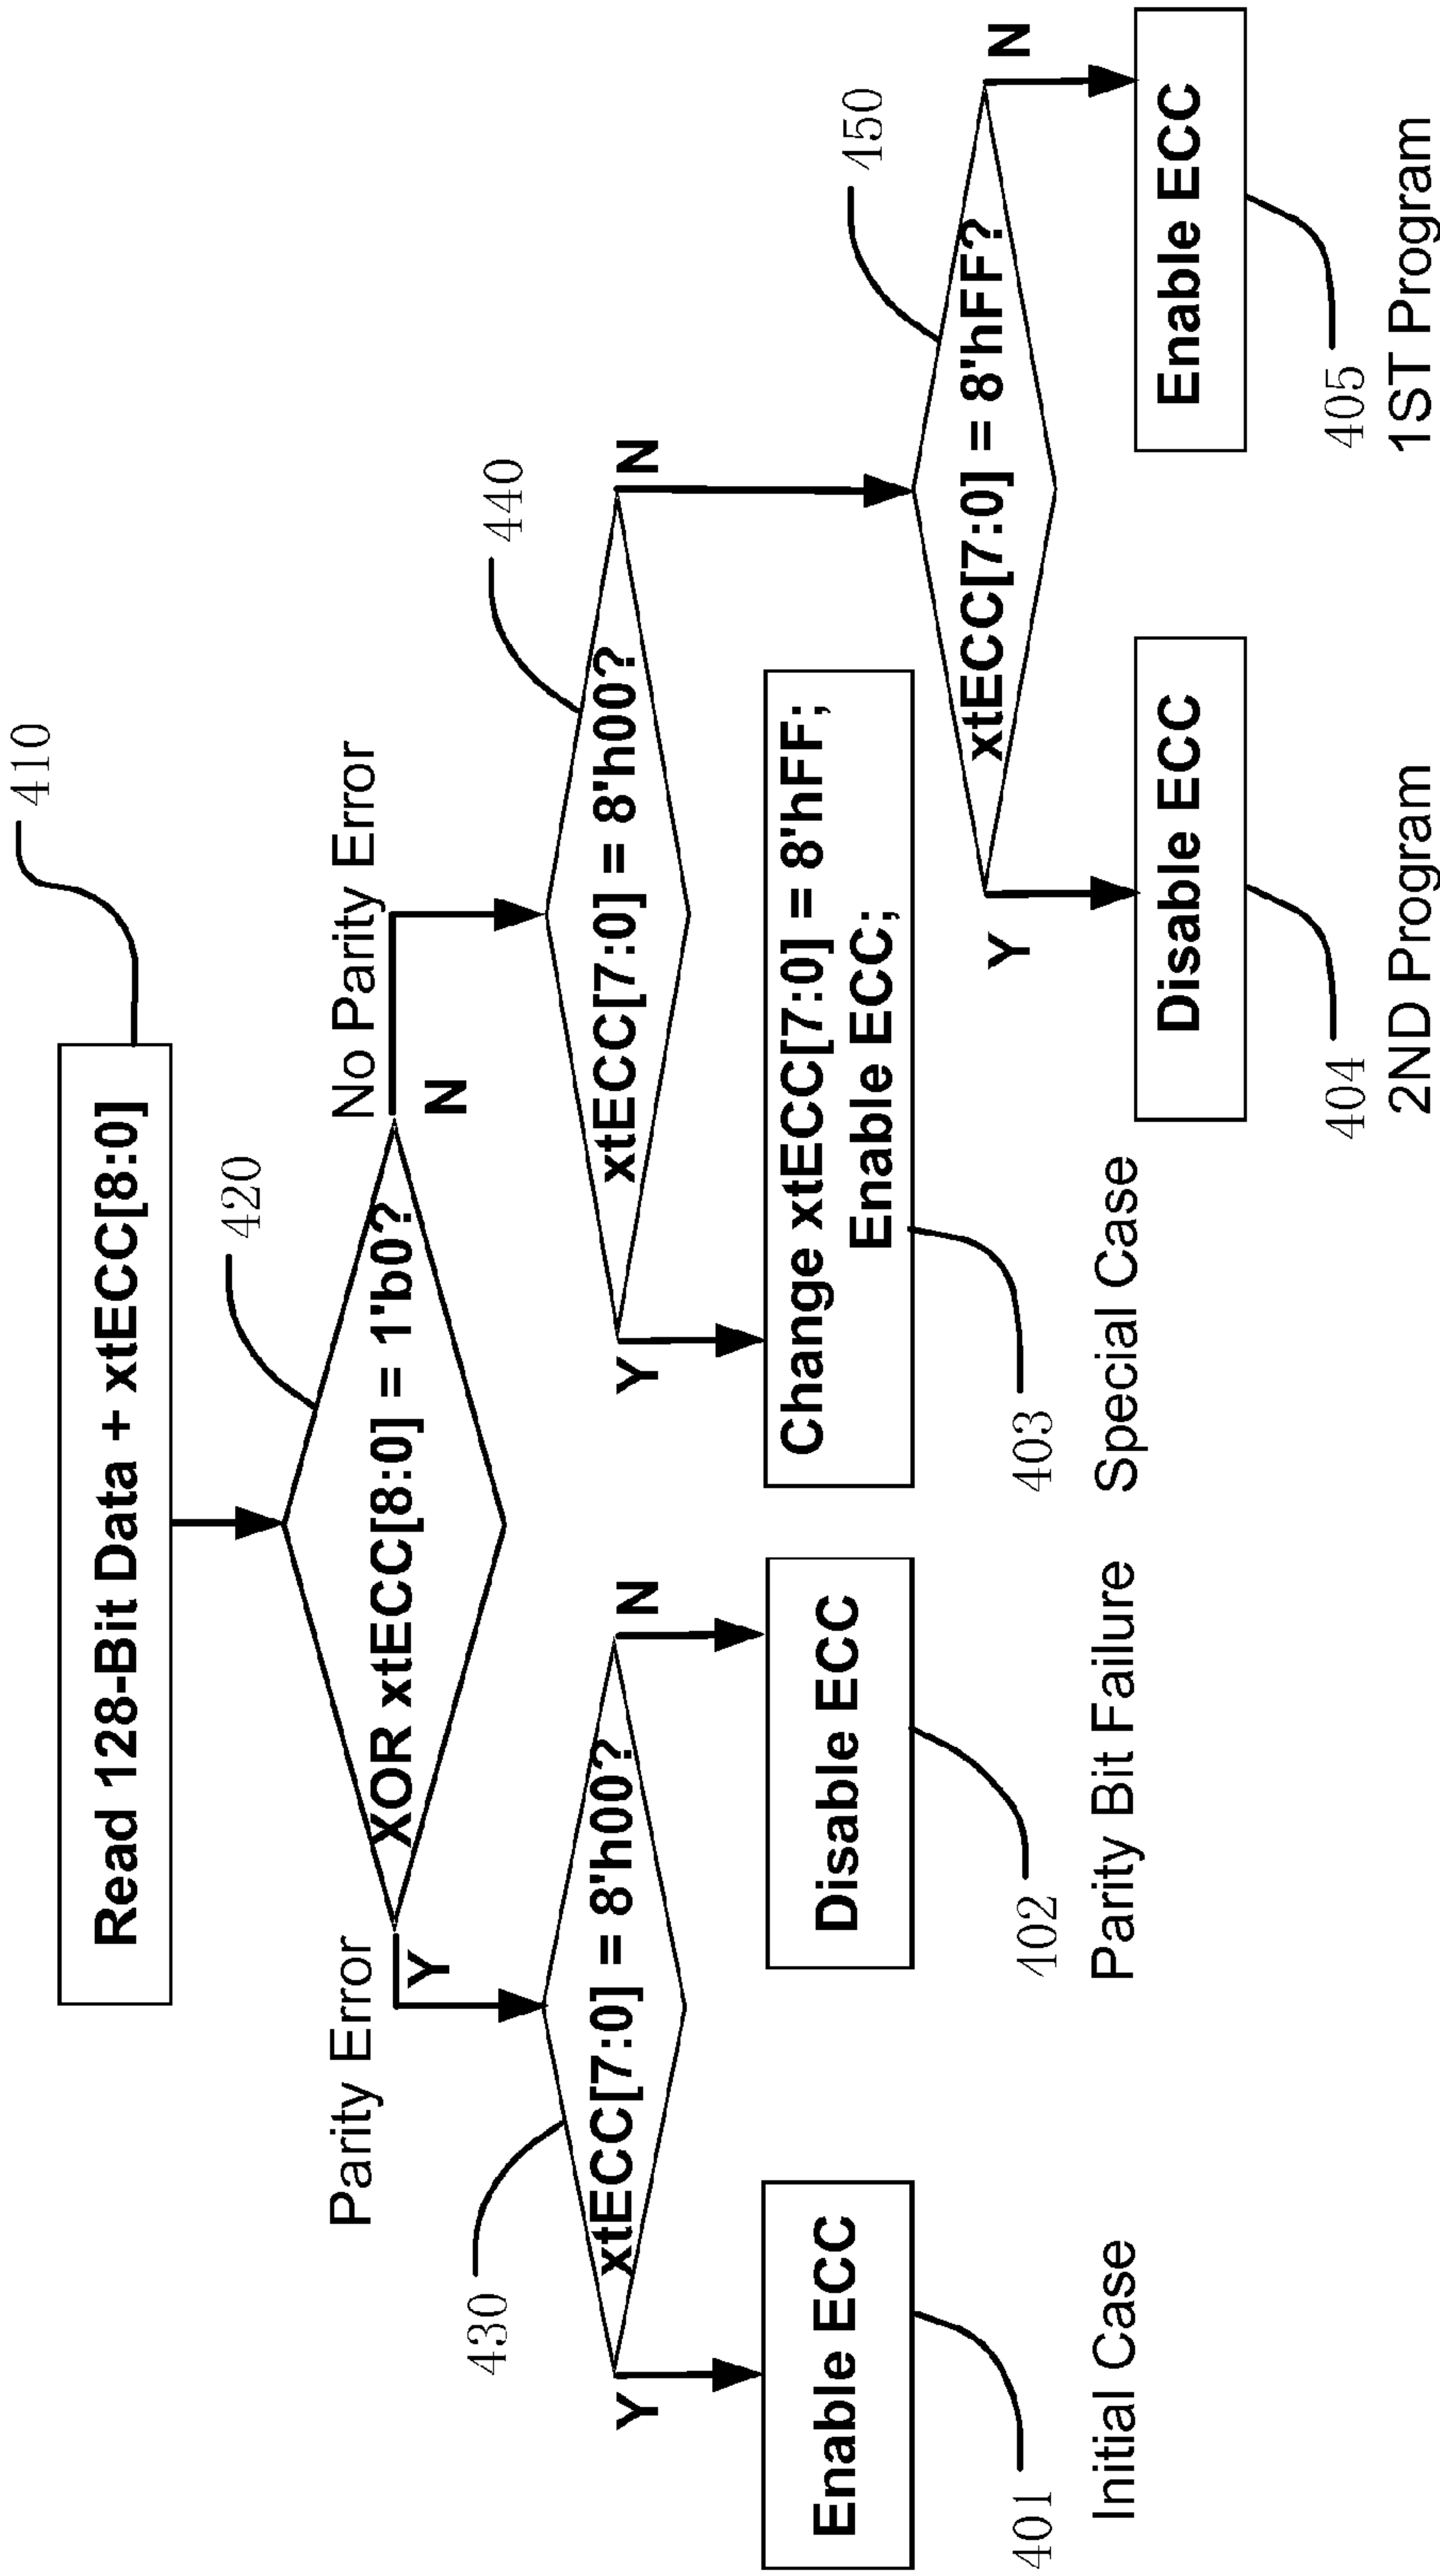 Read 128-Bit Data + xtECC[8:0]
410
XOR xtECC[8:0] = 1'b0?
420
Parity Error
Y
No Parity Error
N
xtECC[7:0] = 8'h00?
430
Y
N
xtECC[7:0] = 8'h00?
440
Y
N
Enable ECC
401
Initial Case
Disable ECC
402
Parity Bit Failure
Change xtECC[7:0] = 8'hFF;
Enable ECC;
403
Special Case
xtECC[7:0] = 8'hFF?
450
Y
N
Disable ECC
404
2ND Program
Enable ECC
405
1ST Program